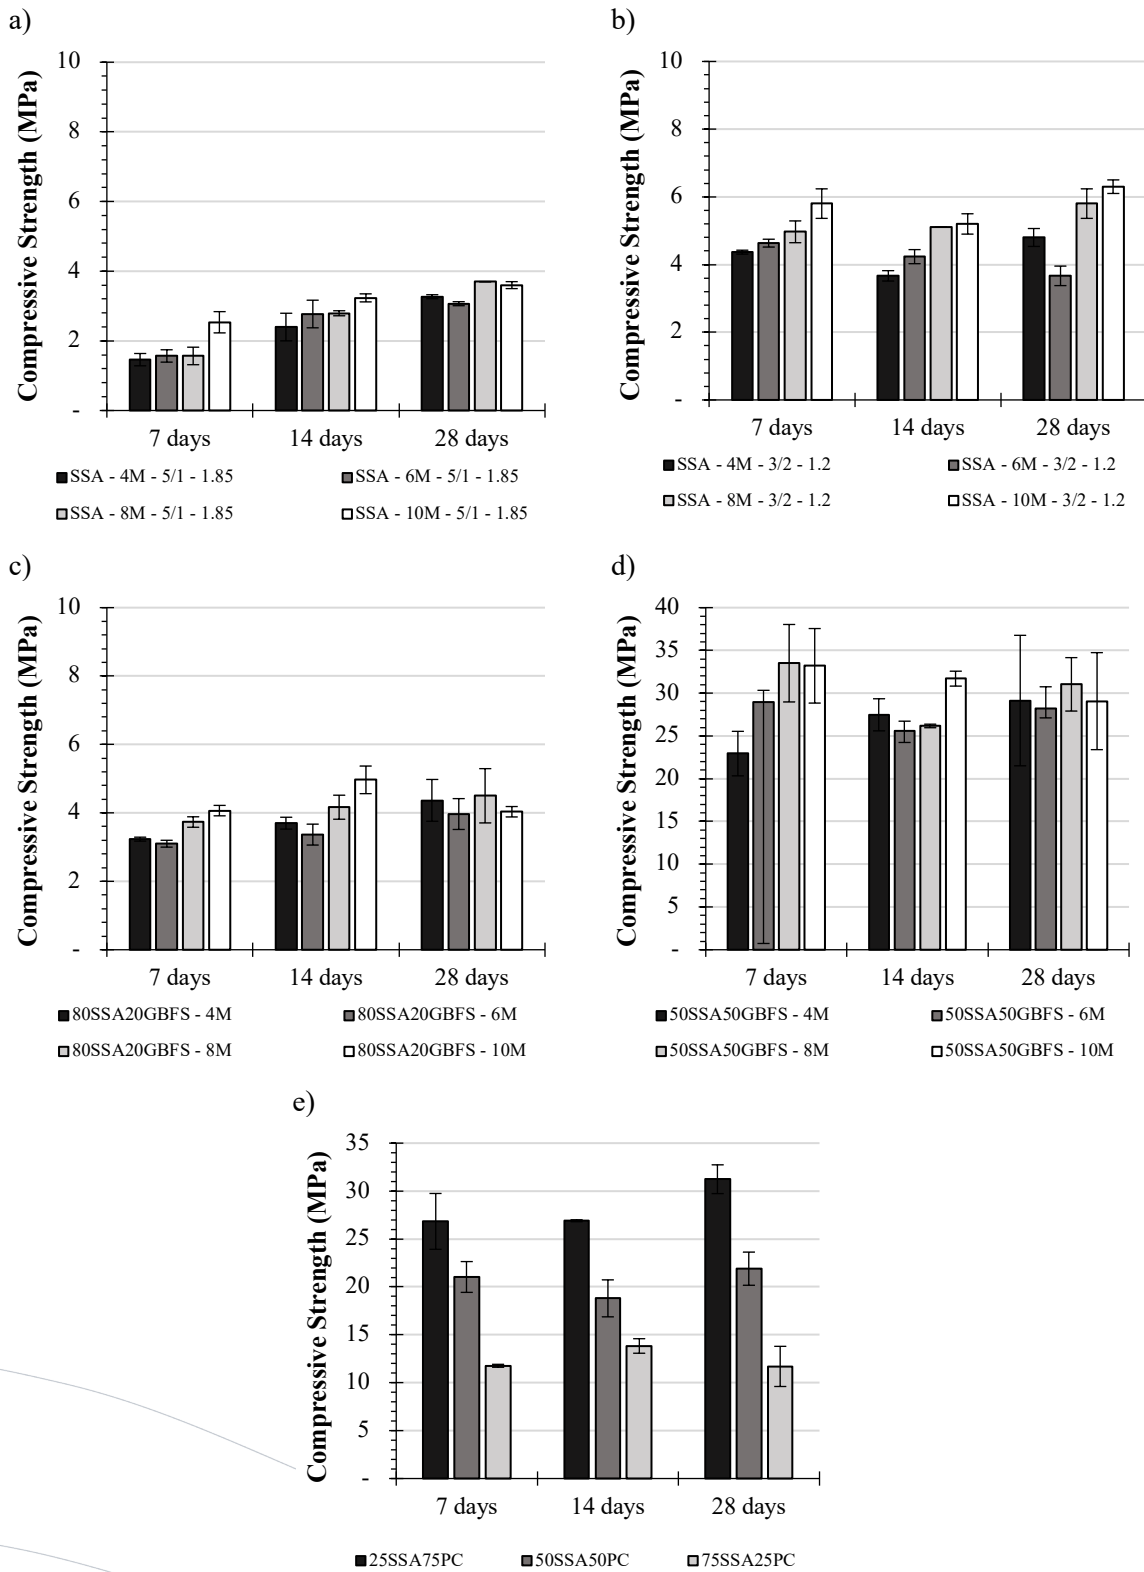 a)
Compressive Strength (MPa)
10
8
6
4
2
-
7 days 14 days 28 days
SSA - 4M - 5/1 - 1.85 SSA - 6M - 5/1 - 1.85
SSA - 8M - 5/1 - 1.85 SSA - 10M - 5/1 - 1.85
b)
Compressive Strength (MPa)
10
8
6
4
2
-
7 days 14 days 28 days
SSA - 4M - 3/2 - 1.2 SSA - 6M - 3/2 - 1.2
SSA - 8M - 3/2 - 1.2 SSA - 10M - 3/2 - 1.2
c)
Compressive Strength (MPa)
10
8
6
4
2
-
7 days 14 days 28 days
80SSA20GBFS - 4M 80SSA20GBFS - 6M
80SSA20GBFS - 8M 80SSA20GBFS - 10M
d)
Compressive Strength (MPa)
40
35
30
25
20
15
10
5
-
7 days 14 days 28 days
50SSA50GBFS - 4M 50SSA50GBFS - 6M
50SSA50GBFS - 8M 50SSA50GBFS - 10M
e)
Compressive Strength (MPa)
35
30
25
20
15
10
5
-
7 days 14 days 28 days
25SSA75PC 50SSA50PC 75SSA25PC